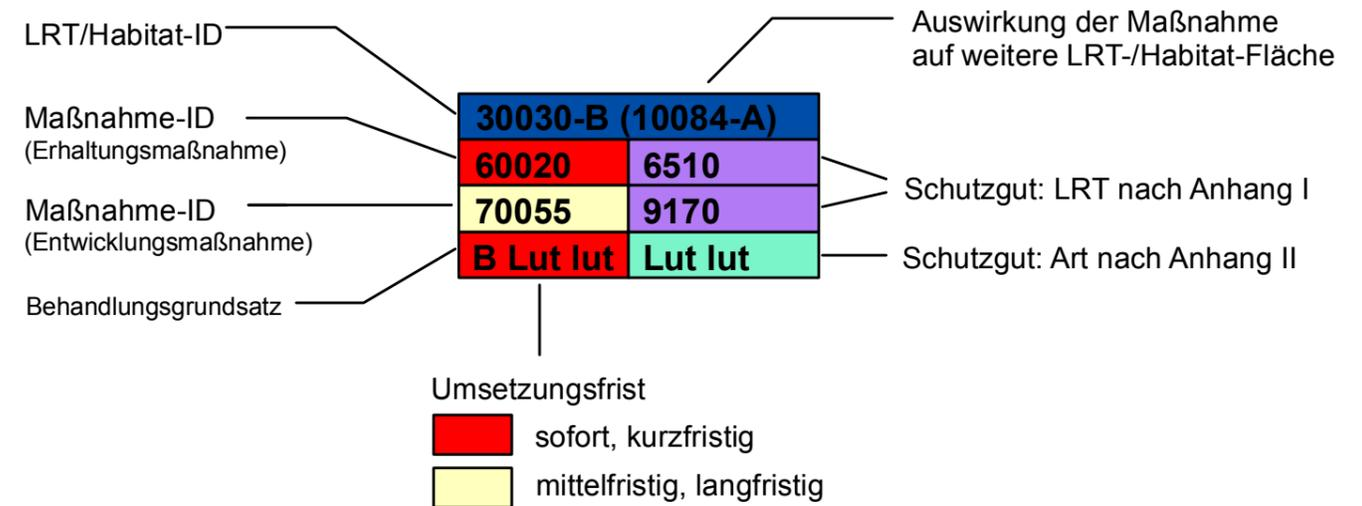 LRT/Habitat-ID
Auswirkung der Maßnahme
auf weitere LRT-/Habitat-Fläche
30030-B (10084-A)
Maßnahme-ID
(Erhaltungsmaßnahme)
60020 6510
Schutzgut: LRT nach Anhang I
Maßnahme-ID
(Entwicklungsmaßnahme)
70055 9170
B Lut lut Lut lut
Schutzgut: Art nach Anhang II
Behandlungsgrundsatz
Umsetzungsfrist
sofort, kurzfristig
mittelfristig, langfristig